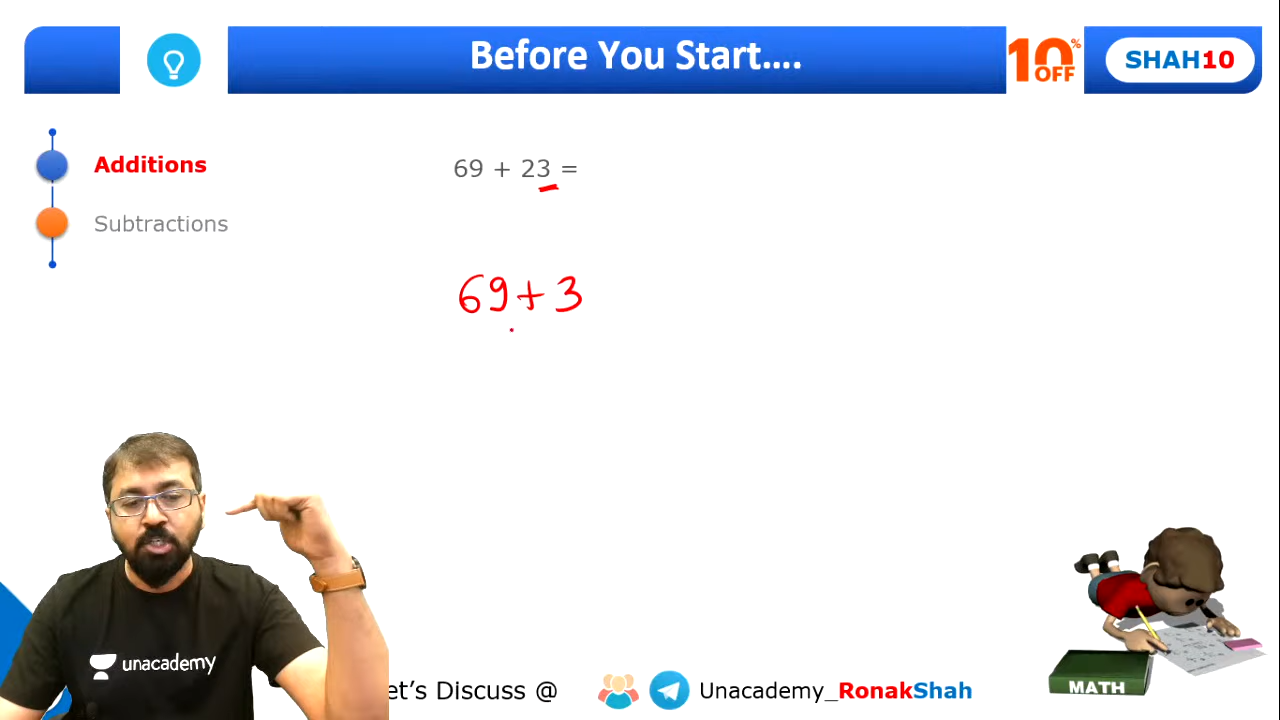 Before You Start....
10% OFF
SHAH10
Additions
69 + 23 =
Subtractions
69 + 3
unacademy
et's Discuss @
Unacademy_RonakShah
MATH